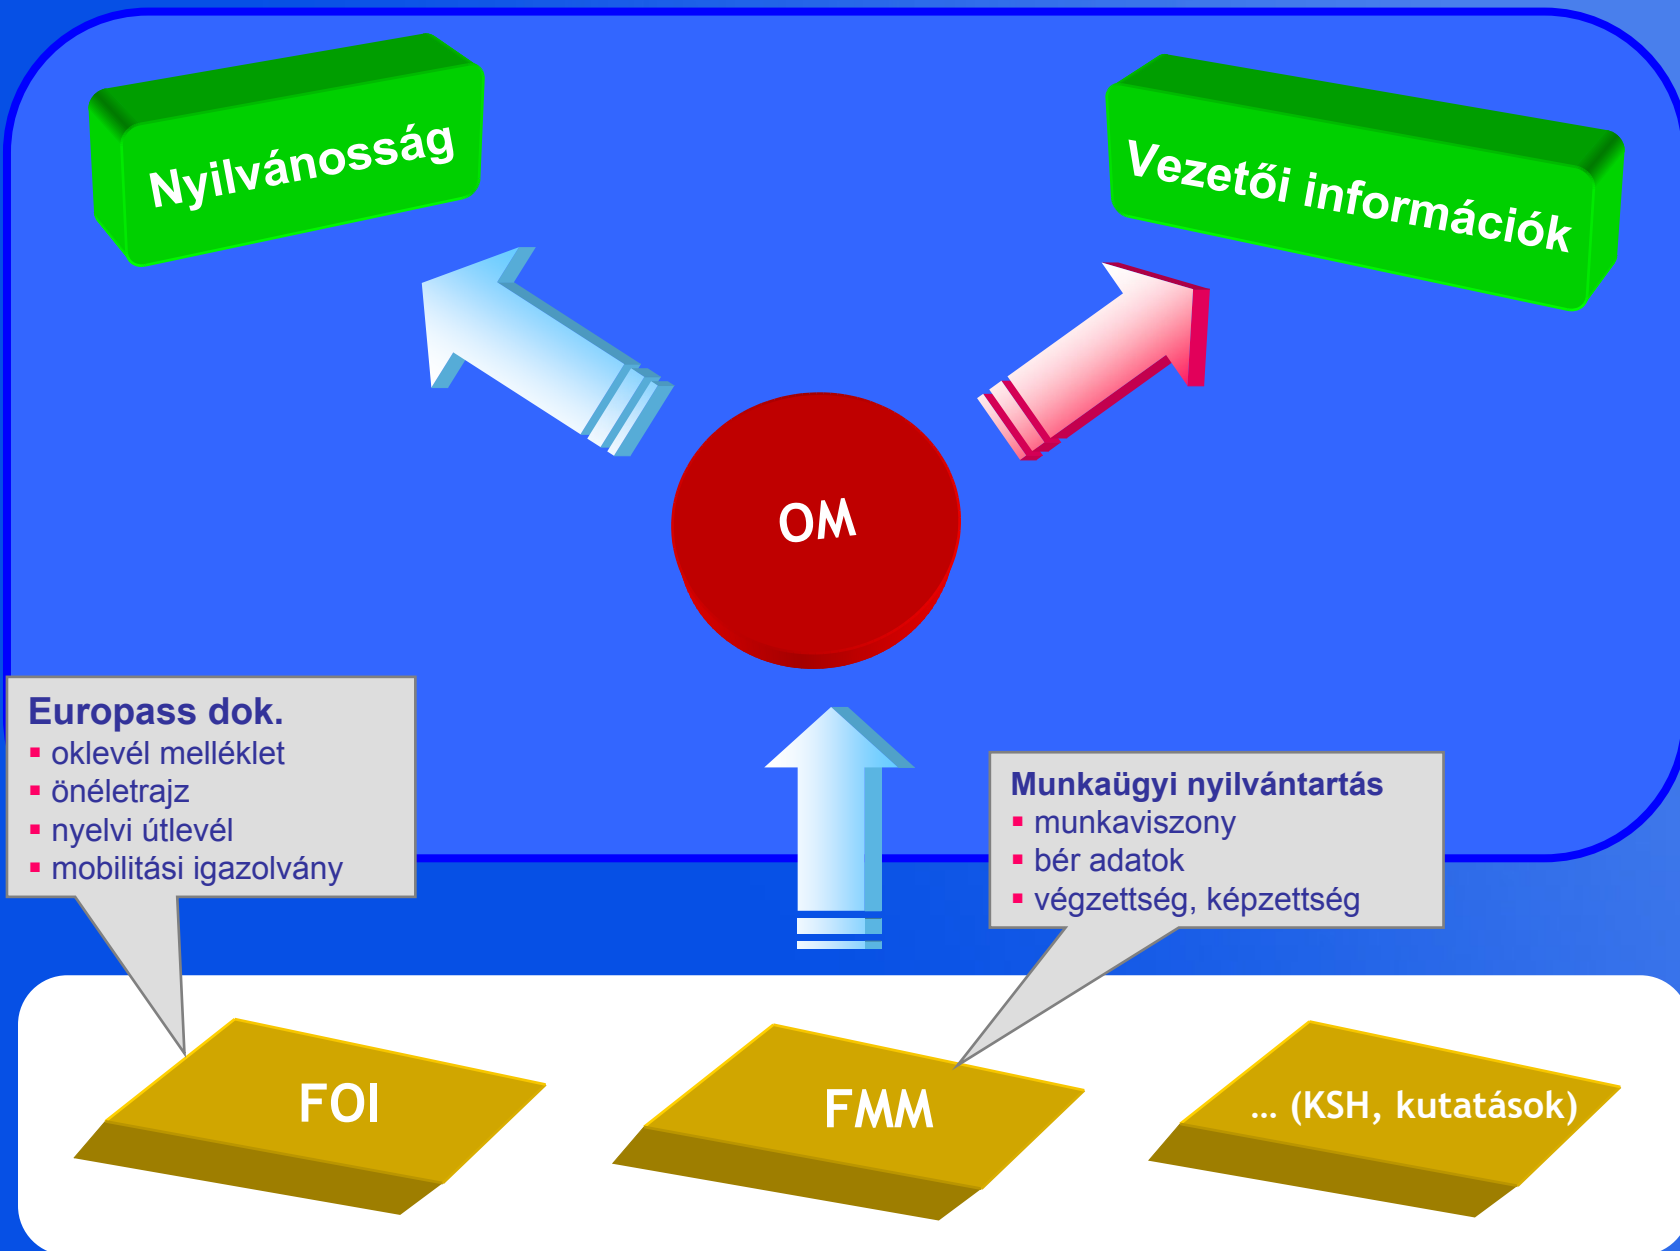 Nyilvánosság
Vezetői információk
OM
Europass dok.
▪ oklevél melléklet
▪ önéletrajz
▪ nyelvi útlevél
▪ mobilitási igazolvány
Munkaügyi nyilvántartás
▪ munkaviszony
▪ bér adatok
▪ végzettség, képzettség
FOI
FMM
... (KSH, kutatások)